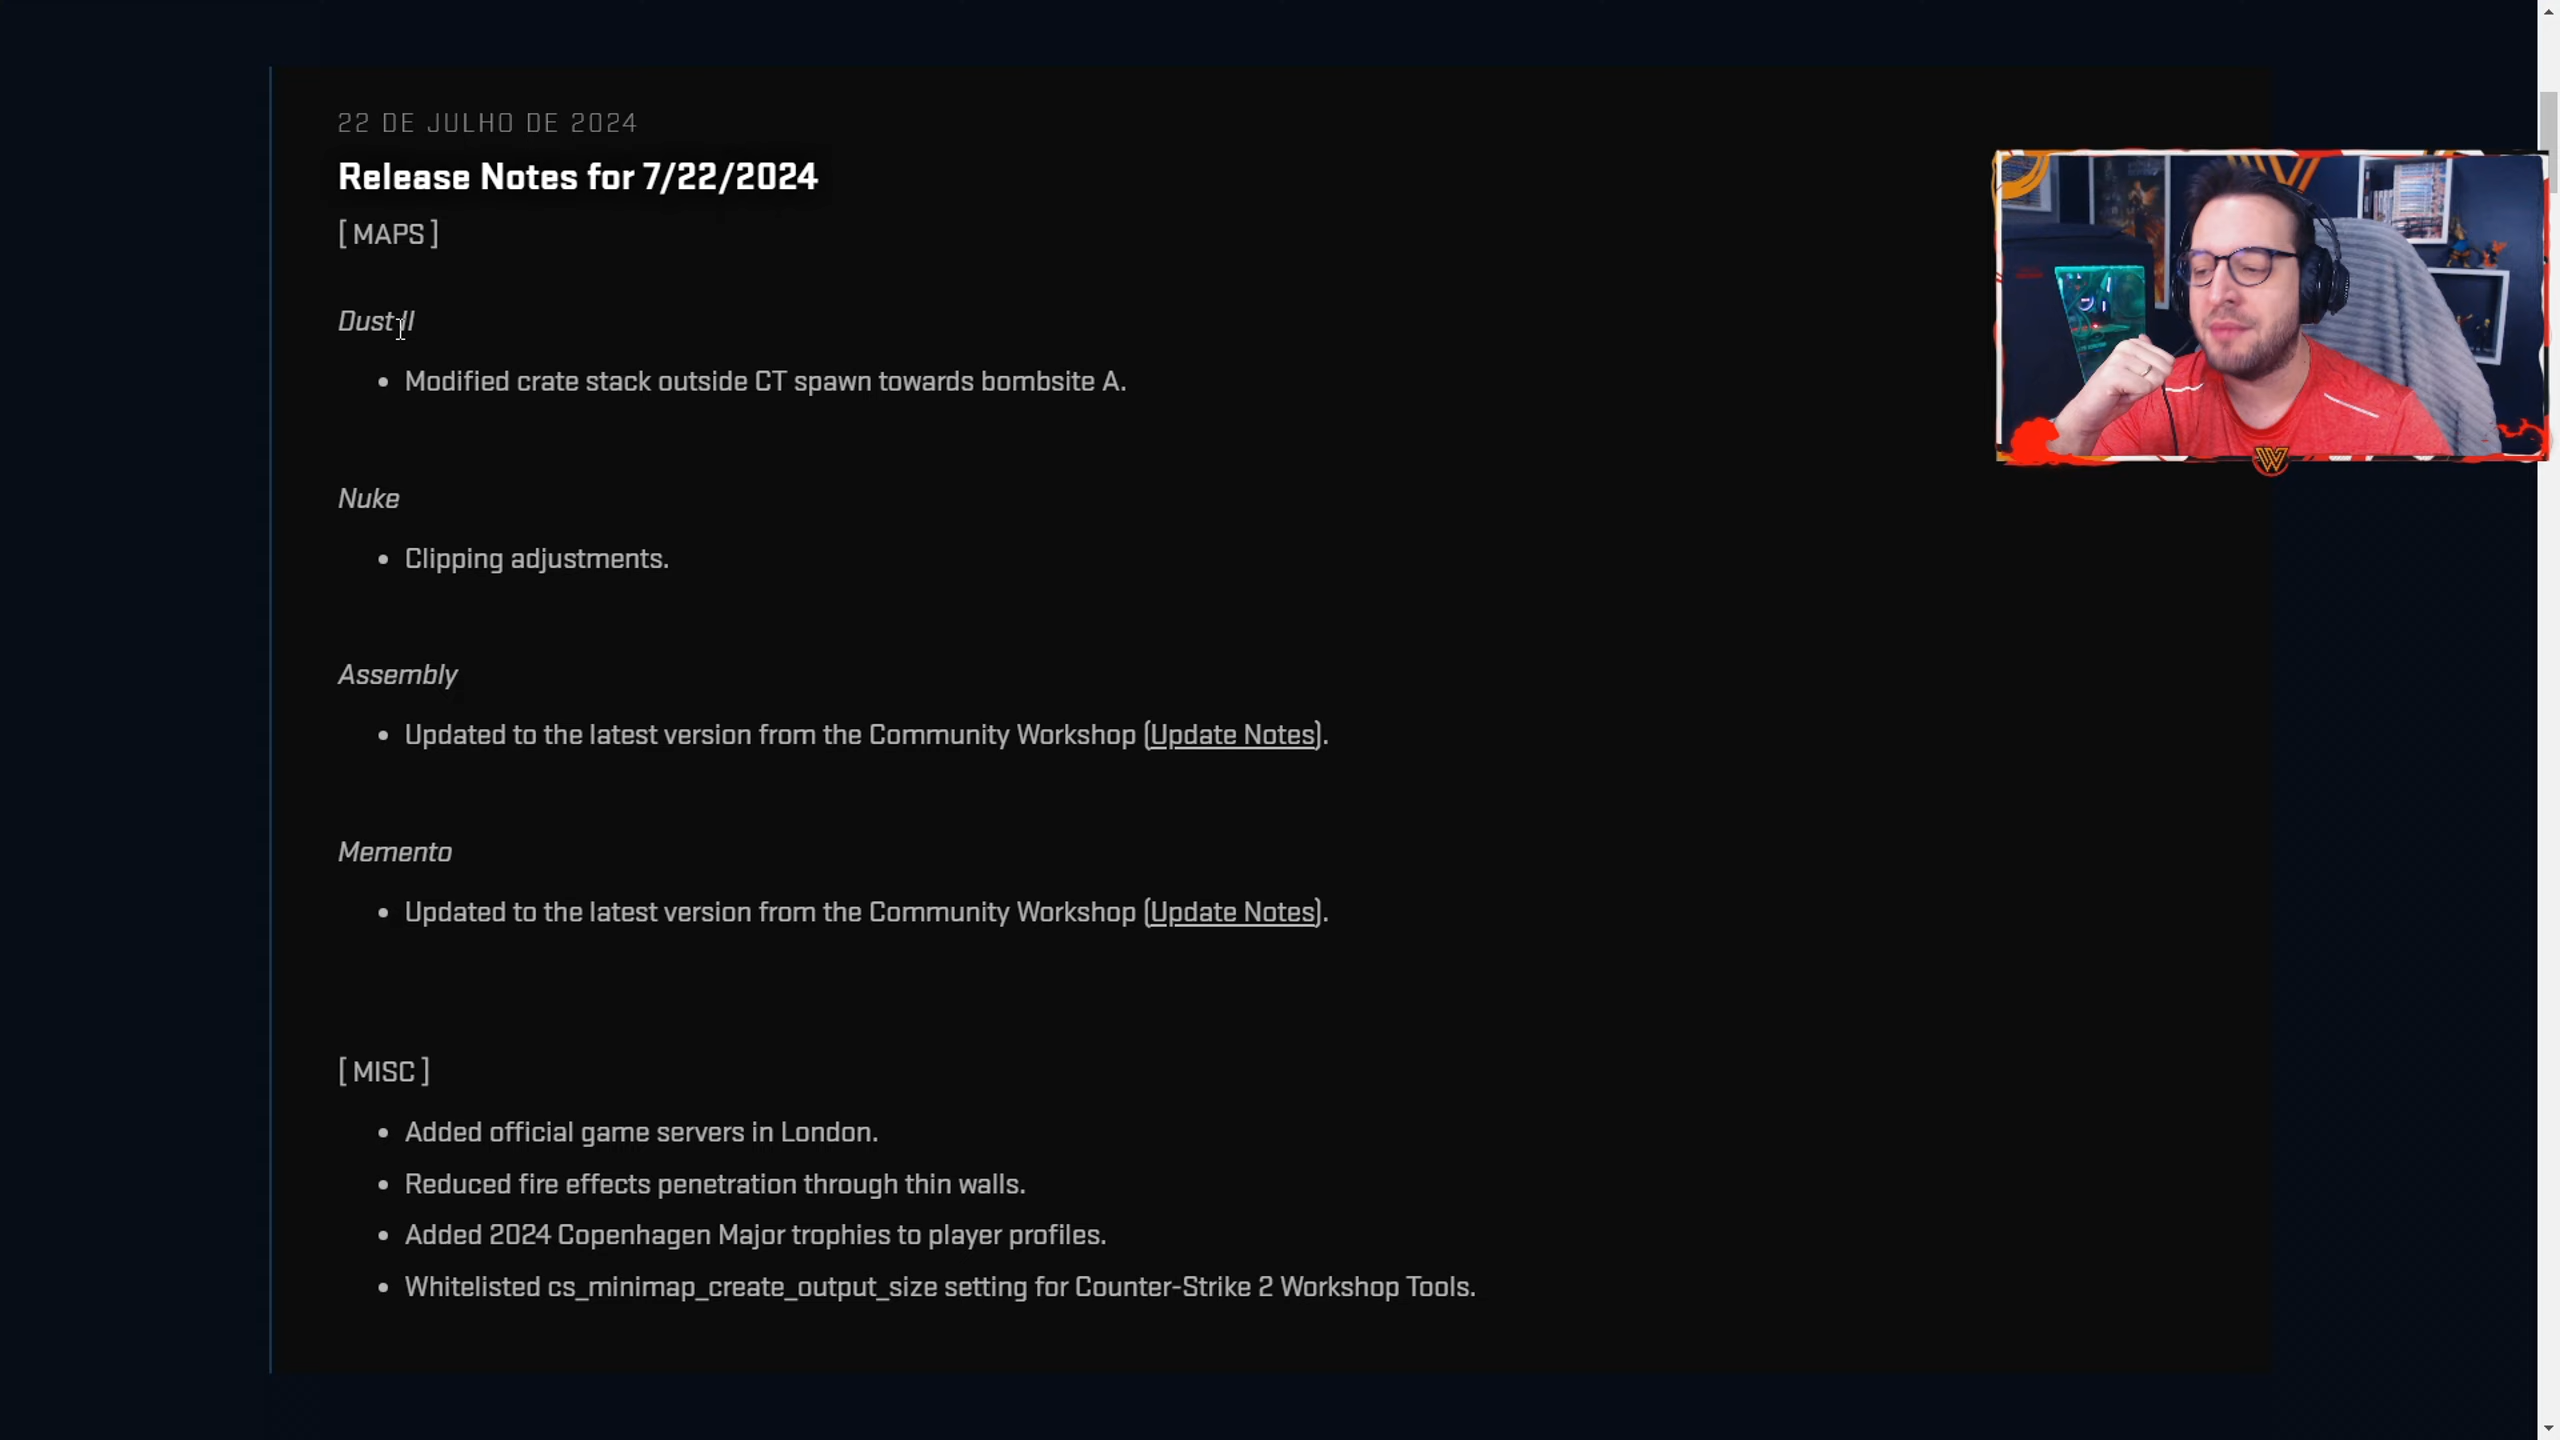 22 DE JULHO DE 2024
Release Notes for 7/22/2024
[ MAPS ]
Dust II
• Modified crate stack outside CT spawn towards bombsite A.
Nuke
• Clipping adjustments.
Assembly
• Updated to the latest version from the Community Workshop (Update Notes).
Memento
• Updated to the latest version from the Community Workshop (Update Notes).
[ MISC ]
• Added official game servers in London.
• Reduced fire effects penetration through thin walls.
• Added 2024 Copenhagen Major trophies to player profiles.
• Whitelisted cs_minimap_create_output_size setting for Counter-Strike 2 Workshop Tools.